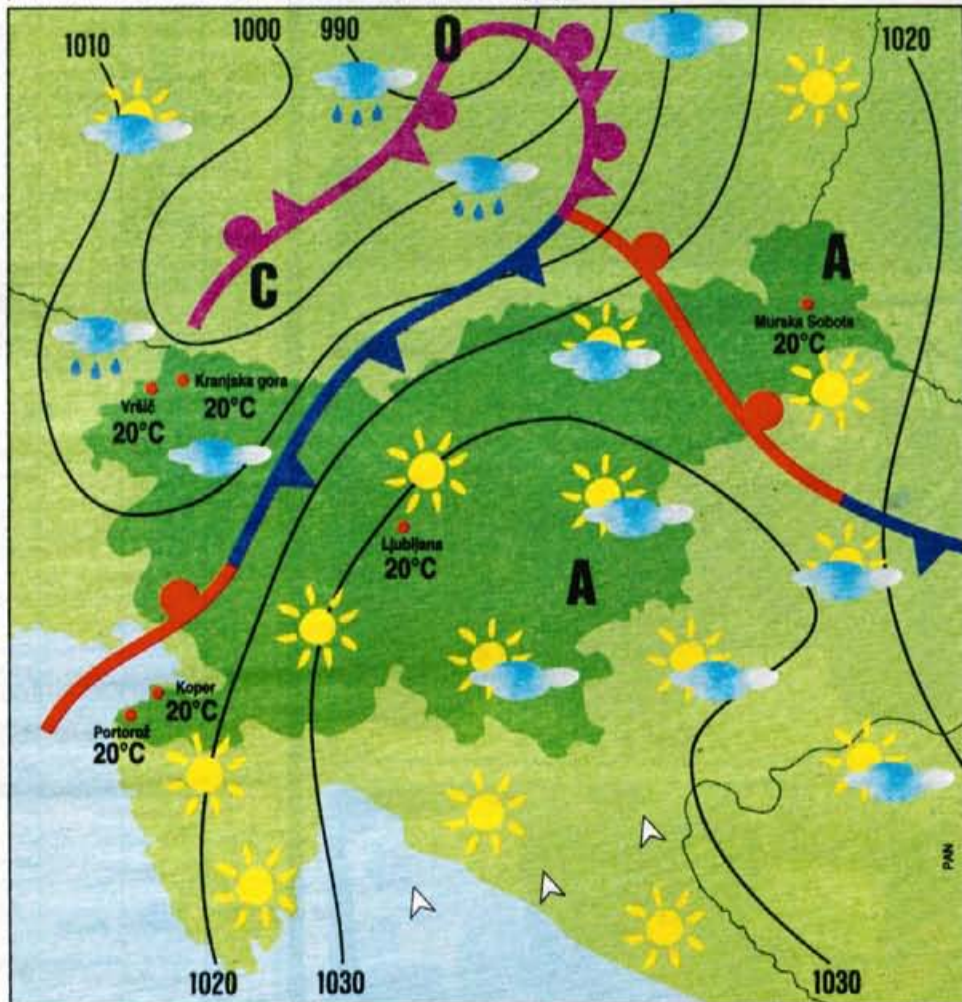 1010
1000
990
O
1020
A
C
Murska Sobota
20°C
Kranjska gora
20°C
Vršič
20°C
Ljubljana
20°C
A
Koper
20°C
Portorož
20°C
PAN
1020
1030
1030